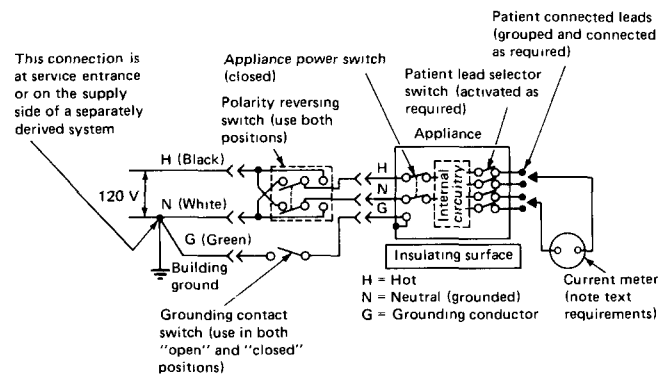 This connection is
at service entrance
or on the supply
side of a separately
derived system
Appliance power switch
(closed)
Polarity reversing
switch (use both
positions)
Patient connected leads
(grouped and connected
as required)
Patient lead selector
switch (activated as
required)
Appliance
H (Black)
120 V
N (White)
G (Green)
Building
ground
H
N
G
Internal
circuitry
Insulating surface
H = Hot
N = Neutral (grounded)
G = Grounding conductor
Current meter
(note text
requirements)
Grounding contact
switch (use in both
"open" and "closed"
positions)